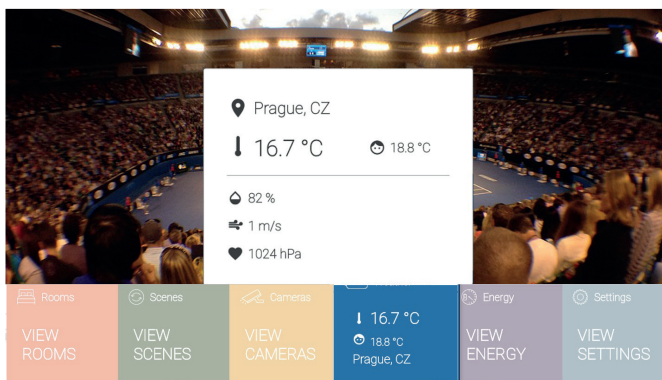 Prague, CZ
16.7 °C
18.8 °C
82 %
1 m/s
1024 hPa
Rooms
VIEW
ROOMS
Scenes
VIEW
SCENES
Cameras
VIEW
CAMERAS
16.7 °C
18.8 °C
Prague, CZ
Energy
VIEW
ENERGY
Settings
VIEW
SETTINGS